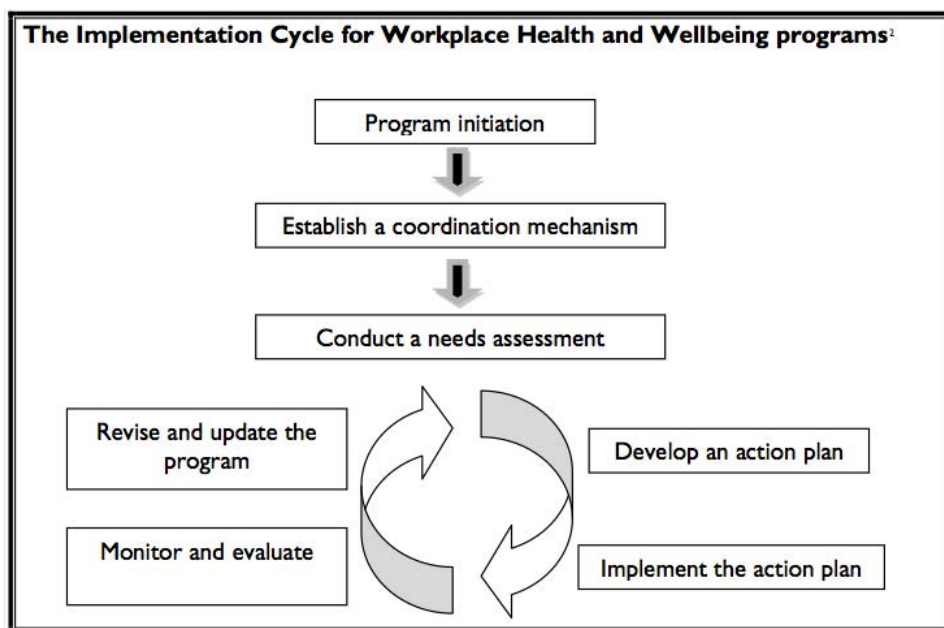 The Implementation Cycle for Workplace Health and Wellbeing programs²
Program initiation
Establish a coordination mechanism
Conduct a needs assessment
Revise and update the
program
Develop an action plan
Monitor and evaluate
Implement the action plan